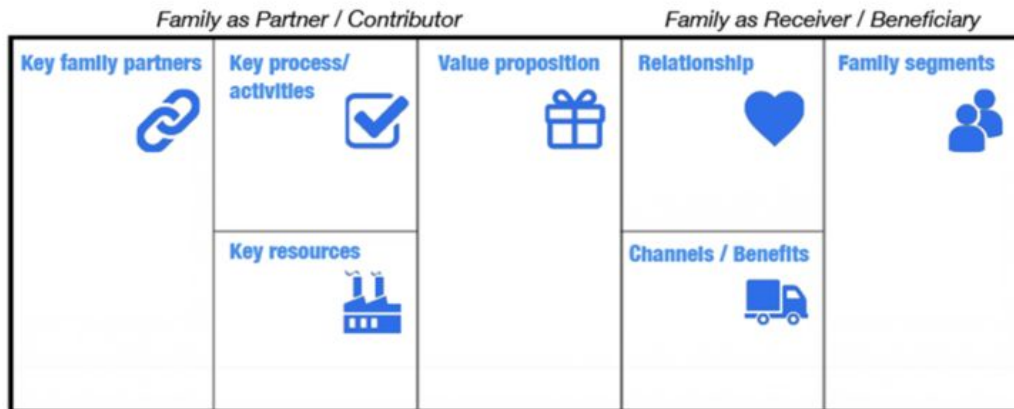 Family as Partner / Contributor
Family as Receiver / Beneficiary
Key family partners
Key process/
activities
Value proposition
Relationship
Family segments
Key resources
Channels / Benefits